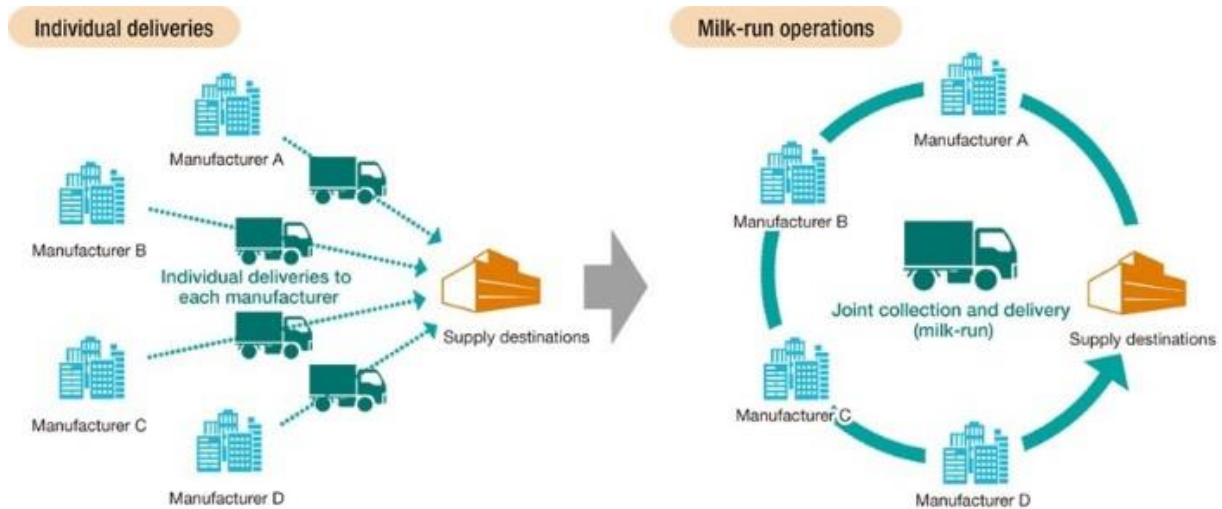 Individual deliveries
Manufacturer A
Manufacturer B
Individual deliveries to
each manufacturer
Supply destinations
Manufacturer C
Manufacturer D
Milk-run operations
Manufacturer A
Manufacturer B
Joint collection and delivery
(milk-run)
Supply destinations
Manufacturer C
Manufacturer D